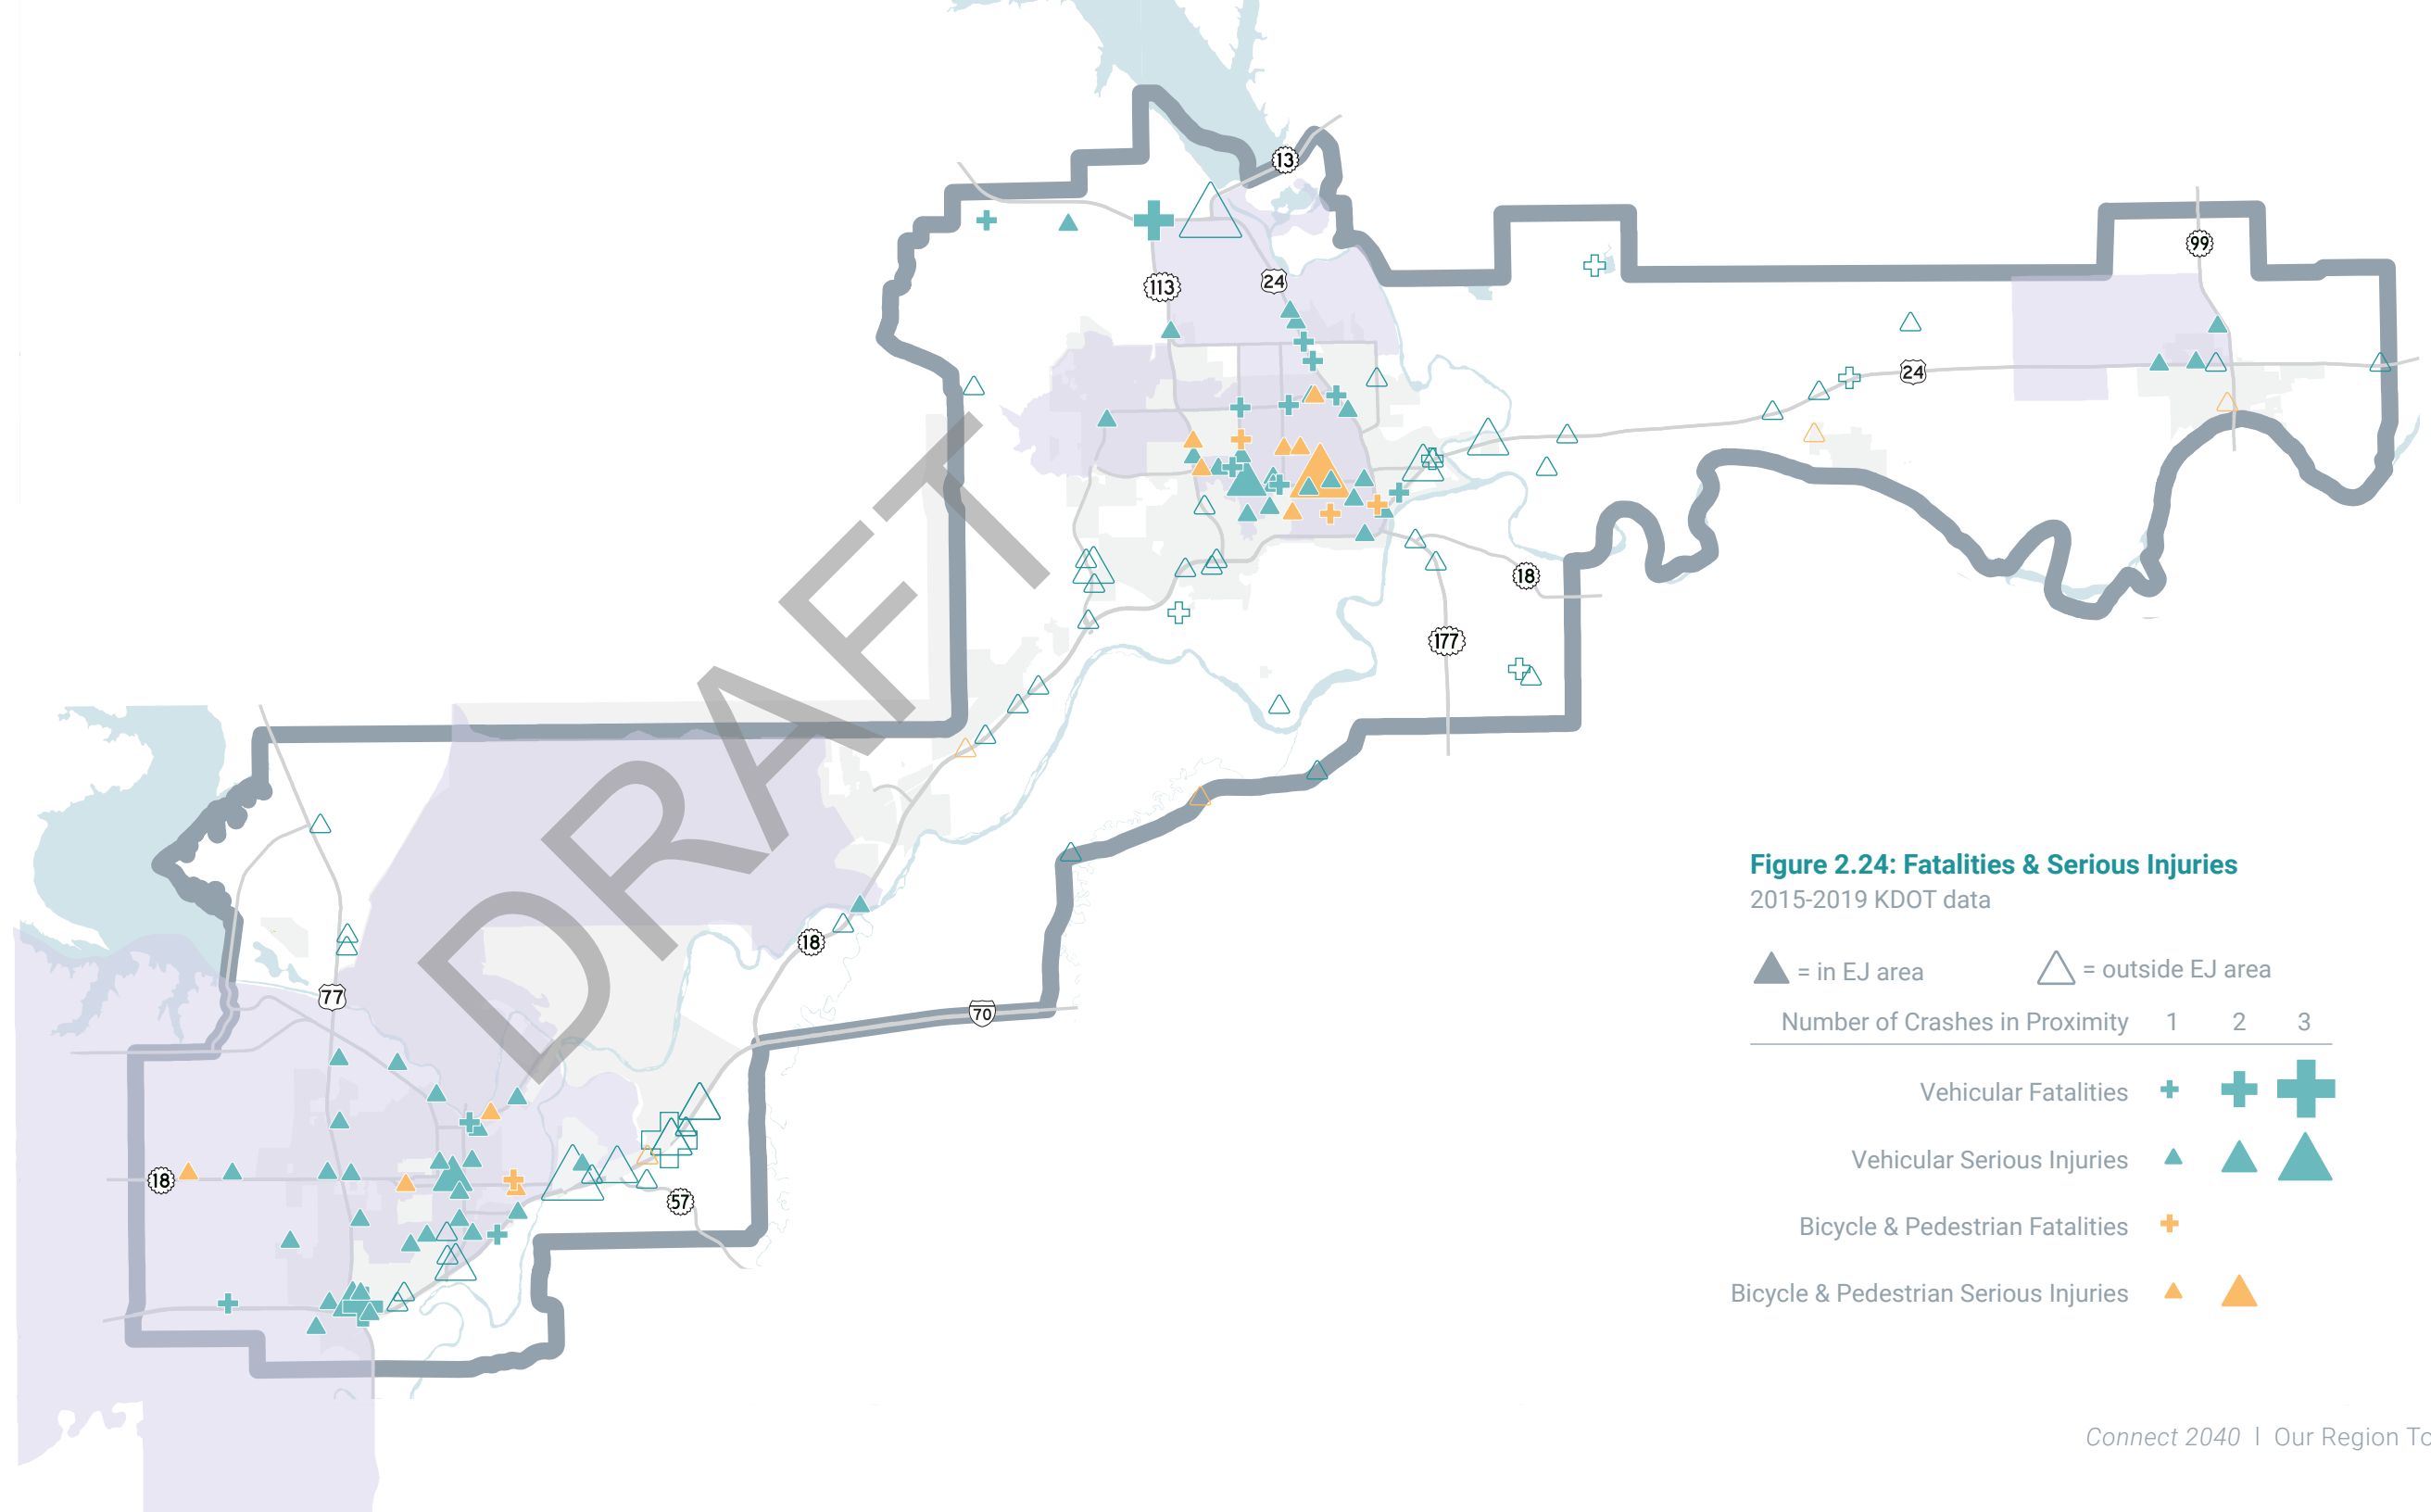 13
99
113
24
24
18
177
DRAFT
18
77
70
18
57
Figure 2.24: Fatalities & Serious Injuries
2015-2019 KDOT data
= in EJ area = outside EJ area
Number of Crashes in Proximity 1 2 3
Vehicular Fatalities
Vehicular Serious Injuries
Bicycle & Pedestrian Fatalities
Bicycle & Pedestrian Serious Injuries
Connect 2040 | Our Region To